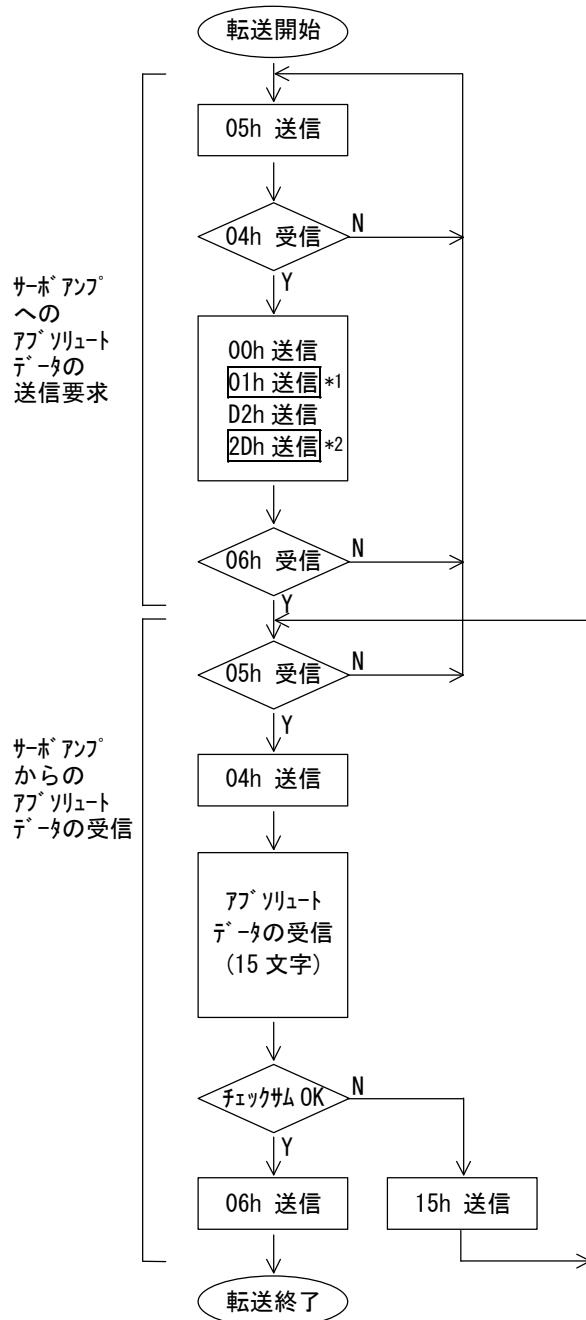 転送開始
05h 送信
04h 受信
N
Y
サーボアンプ
への
アブソリュート
データの
送信要求
00h 送信
01h 送信 *1
D2h 送信
2Dh 送信 *2
06h 受信
N
Y
05h 受信
N
Y
サーボアンプ
からの
アブソリュート
データの受信
04h 送信
アブソリュート
データの受信
(15 文字)
チェックサム OK
N
Y
06h 送信
15h 送信
転送終了